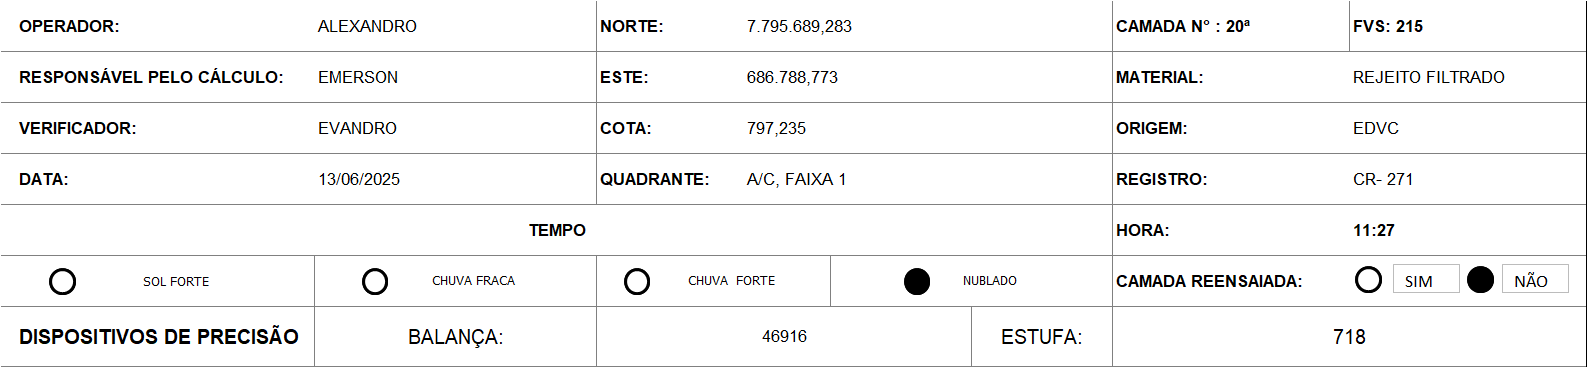 OPERADOR: ALEXANDRO NORTE: 7.795.689,283 CAMADA N° : 20ª FVS: 215
RESPONSÁVEL PELO CÁLCULO: EMERSON ESTE: 686.788,773 MATERIAL: REJEITO FILTRADO
VERIFICADOR: EVANDRO COTA: 797,235 ORIGEM: EDVC
DATA: 13/06/2025 QUADRANTE: A/C, FAIXA 1 REGISTRO: CR- 271
TEMPO HORA: 11:27
SOL FORTE CHUVA FRACA CHUVA FORTE NUBLADO CAMADA REENSAIADA: SIM NÃO
DISPOSITIVOS DE PRECISÃO BALANÇA: 46916 ESTUFA: 718